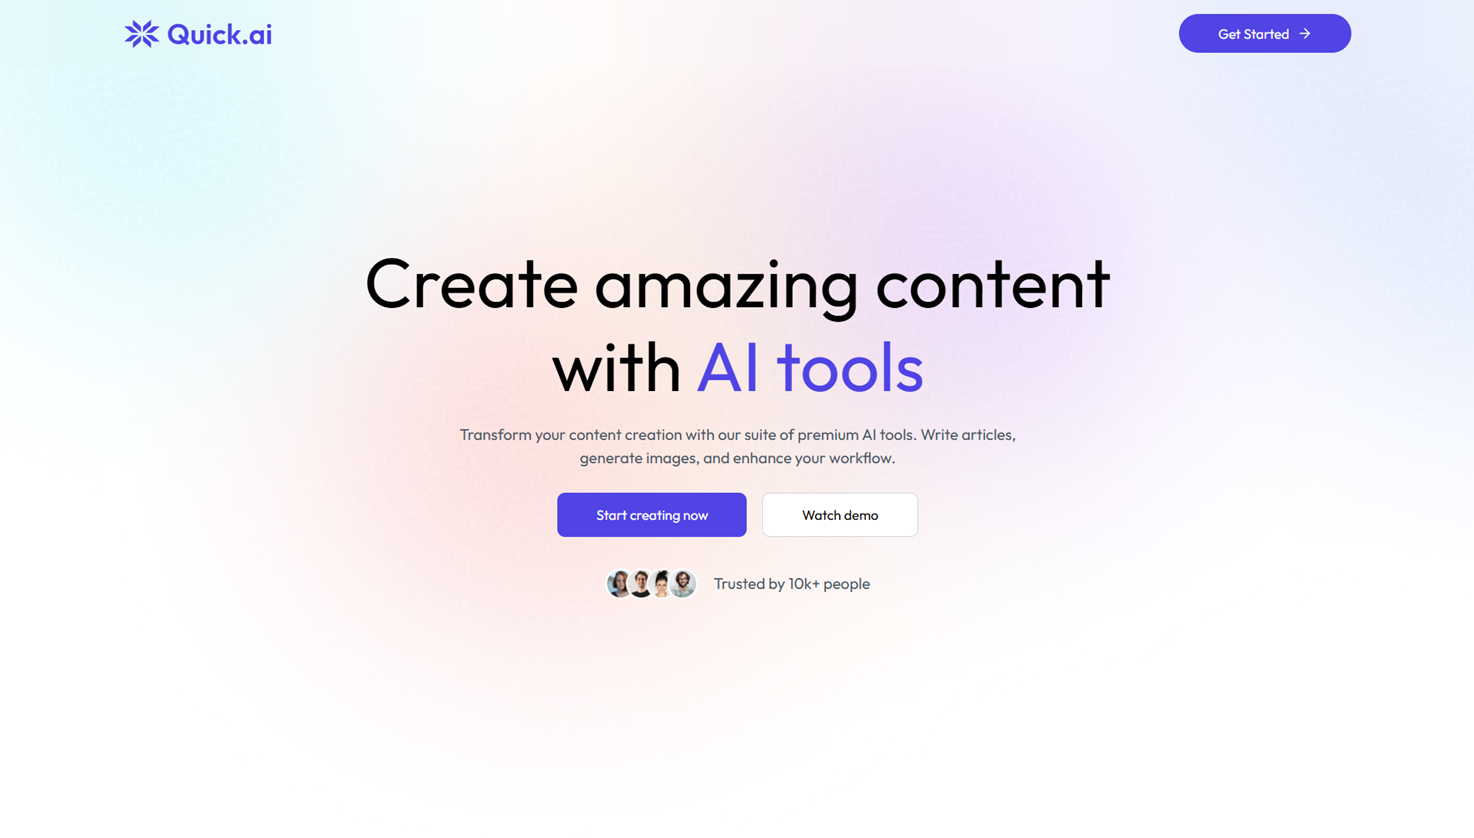 Quick.ai
Get Started
Create amazing content
with AI tools
Transform your content creation with our suite of premium AI tools. Write articles,
generate images, and enhance your workflow.
Start creating now
Watch demo
Trusted by 10k+ people